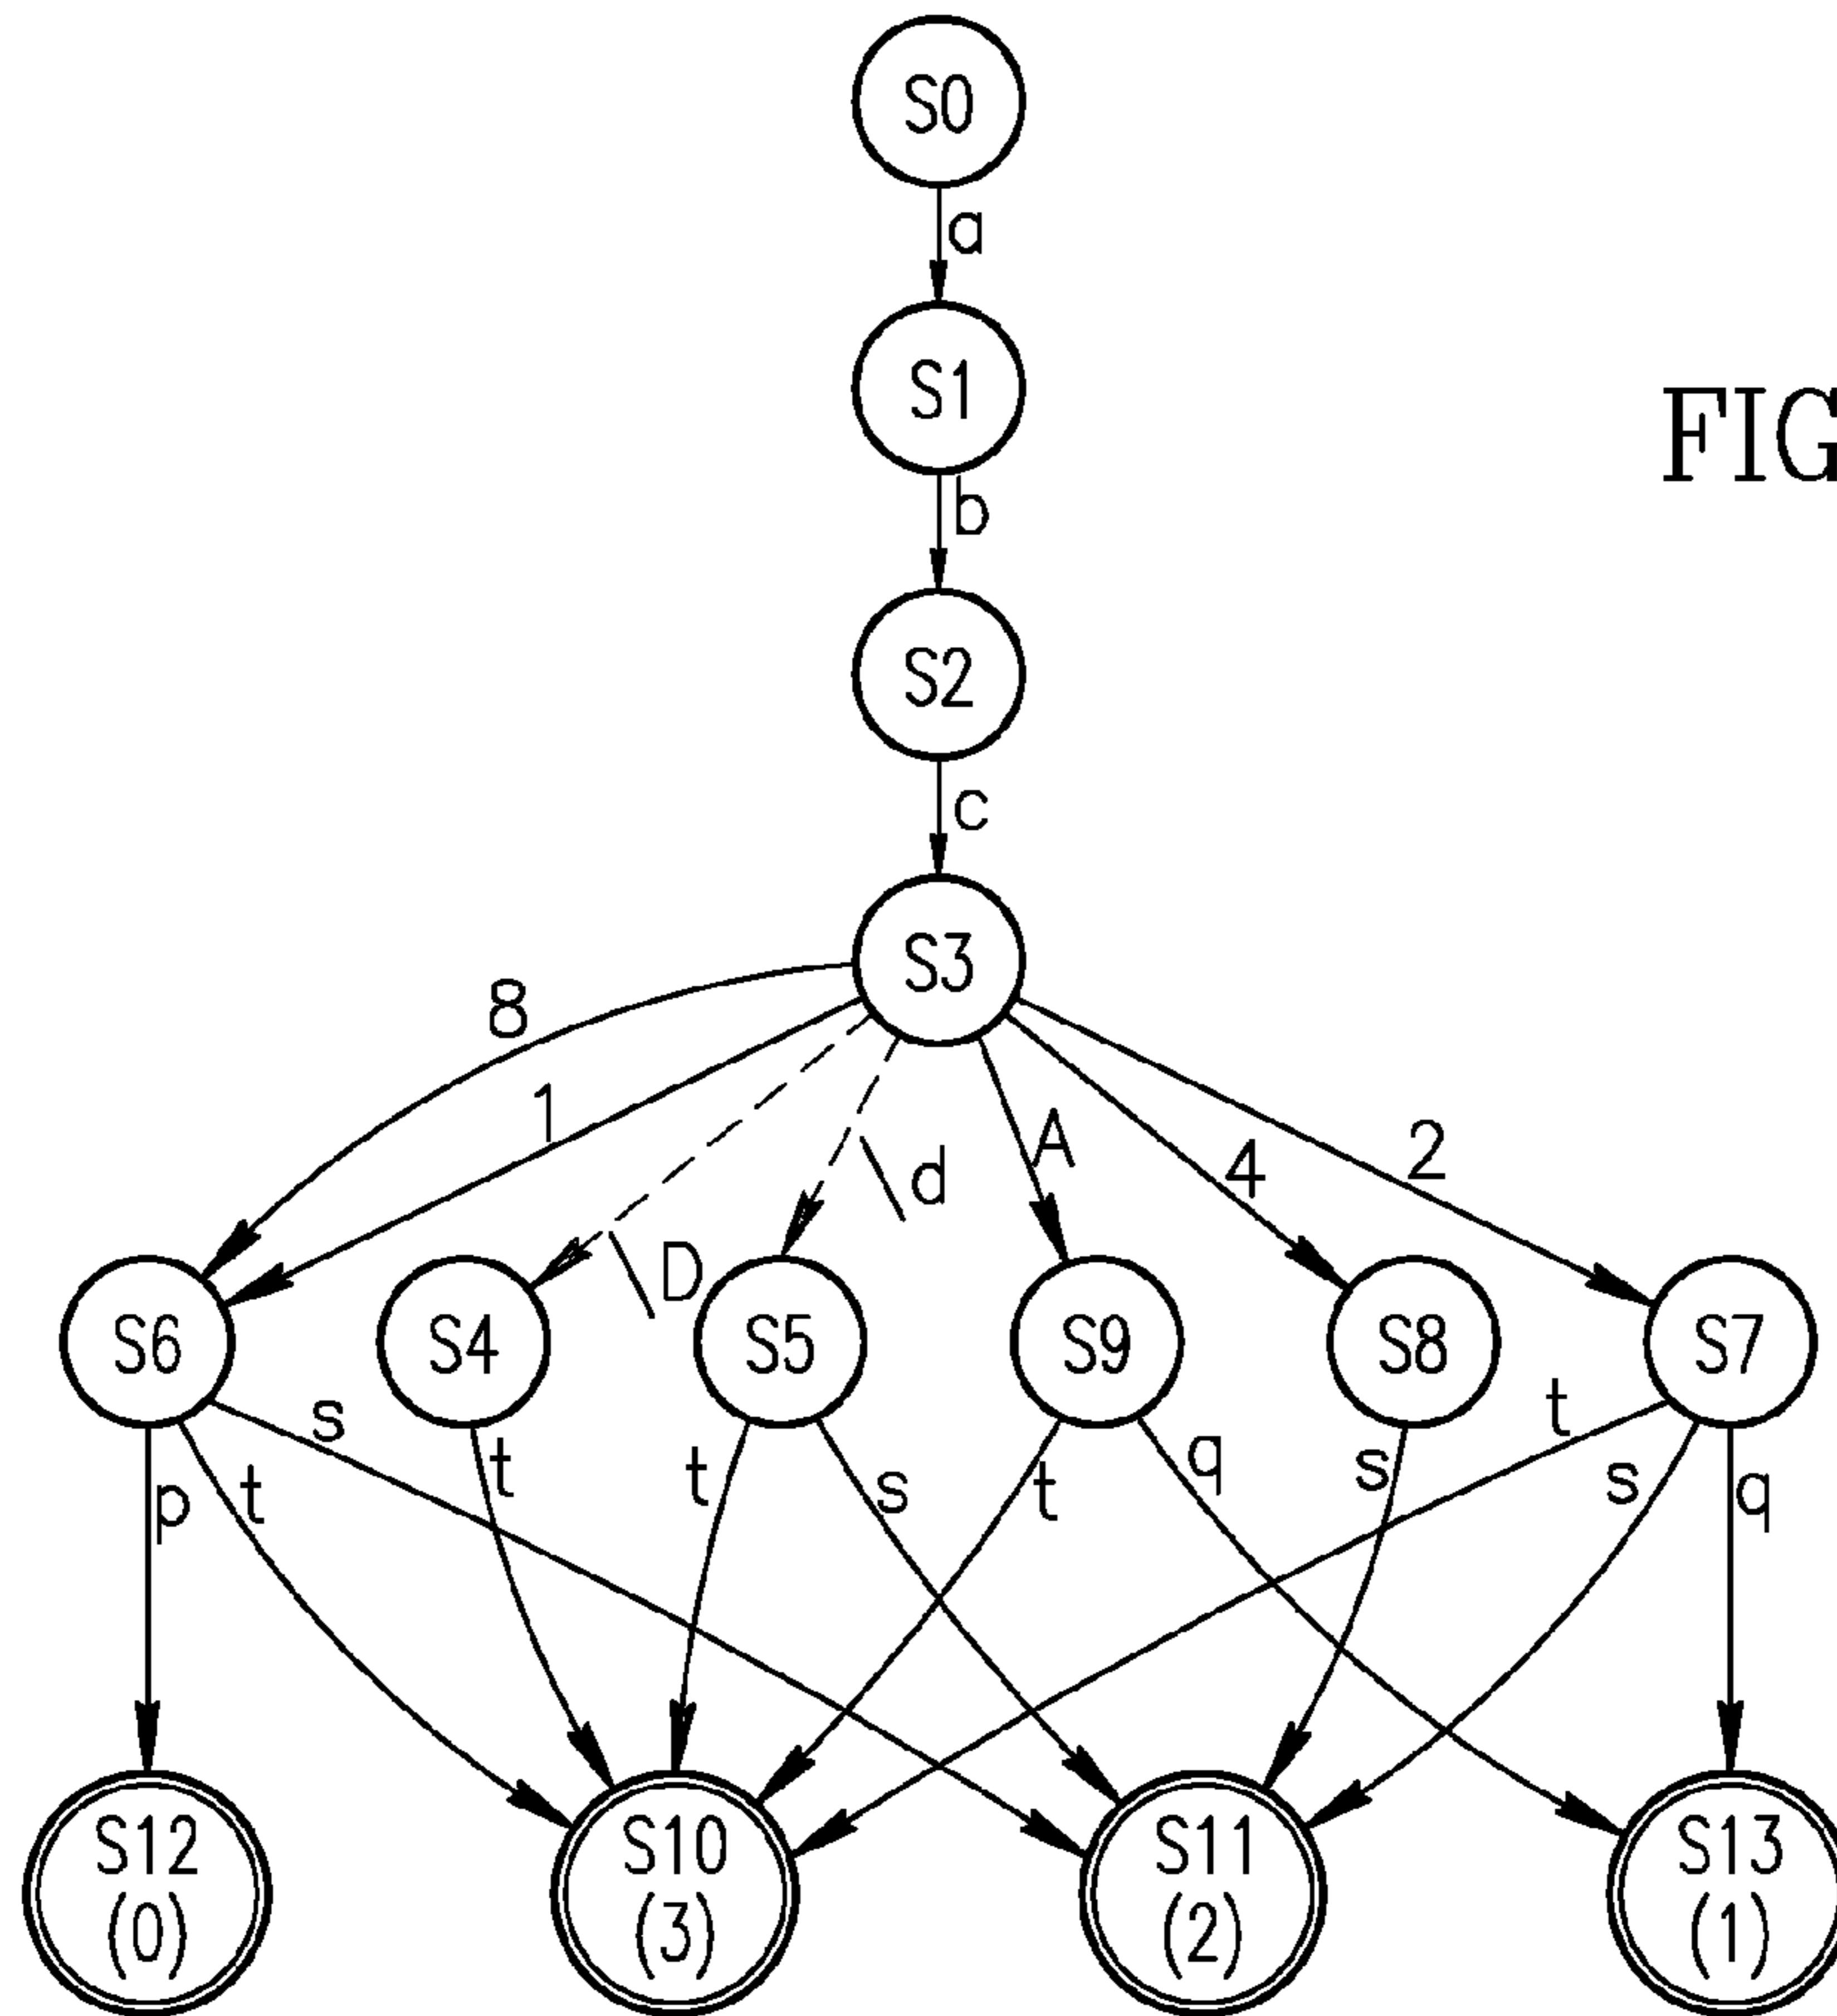 S0
a
S1
FIG
b
S2
c
S3
8
1
A
4
2
\d
\D
S6 S4 S5 S9 S8 S7
s t t s t q s t s q
p t
S12 S10 S11 S13
(0) (3) (2) (1)